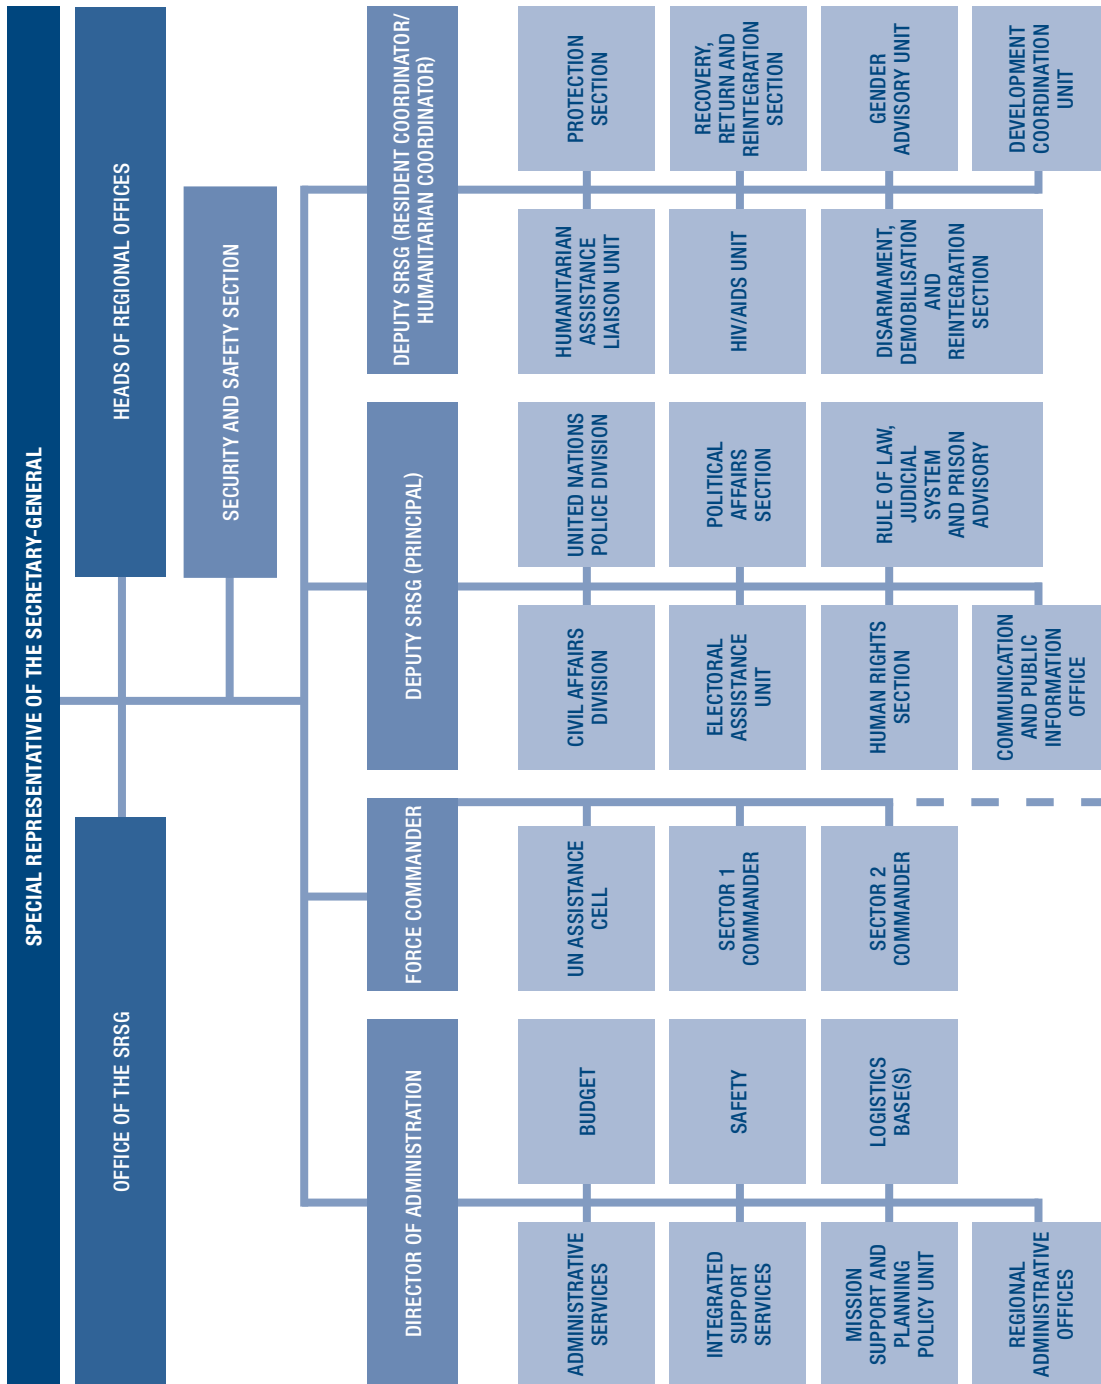 SPECIAL REPRESENTATIVE OF THE SECRETARY-GENERAL
OFFICE OF THE SRSG
HEADS OF REGIONAL OFFICES
SECURITY AND SAFETY SECTION
DIRECTOR OF ADMINISTRATION
ADMINISTRATIVE
SERVICES
BUDGET
INTEGRATED
SUPPORT
SERVICES
SAFETY
MISSION
SUPPORT AND
PLANNING
POLICY UNIT
LOGISTICS
BASE(S)
REGIONAL
ADMINISTRATIVE
OFFICES
FORCE COMMANDER
UN ASSISTANCE
CELL
SECTOR 1
COMMANDER
SECTOR 2
COMMANDER
DEPUTY SRSG (PRINCIPAL)
CIVIL AFFAIRS
DIVISION
UNITED NATIONS
POLICE DIVISION
ELECTORAL
ASSISTANCE
UNIT
POLITICAL
AFFAIRS
SECTION
HUMAN RIGHTS
SECTION
RULE OF LAW,
JUDICIAL
SYSTEM
AND PRISON
ADVISORY
COMMUNICATION
AND PUBLIC
INFORMATION
OFFICE
DEPUTY SRSG (RESIDENT COORDINATOR/
HUMANITARIAN COORDINATOR)
HUMANITARIAN
ASSISTANCE
LIAISON UNIT
PROTECTION
SECTION
HIV/AIDS UNIT
RECOVERY,
RETURN AND
REINTEGRATION
SECTION
DISARMAMENT,
DEMOBILISATION
AND
REINTEGRATION
SECTION
GENDER
ADVISORY UNIT
DEVELOPMENT
COORDINATION
UNIT